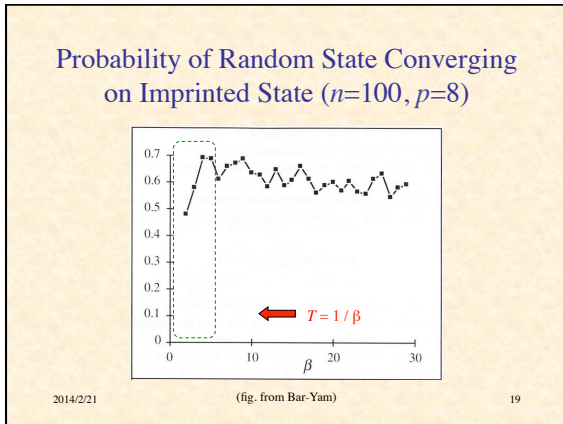 Probability of Random State Converging
on Imprinted State (n=100, p=8)
0.7
0.6
0.5
0.4
0.3
0.2
0.1
0
T = 1 / β
0 10 20 30
β
2014/2/21 (fig. from Bar-Yam) 19